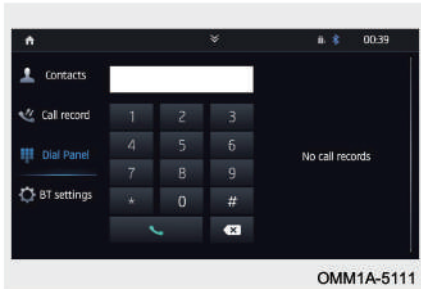 00:39
Contacts
Call record
Dial Panel
BT settings
1 2 3
4 5 6
7 8 9
* 0 #
No call records
OMM1A-5111